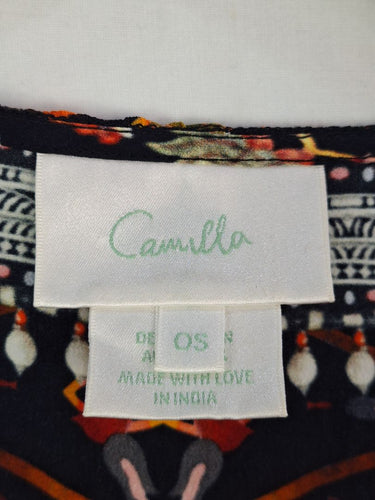 Camilla
OS
MADE WITH LOVE
IN INDIA